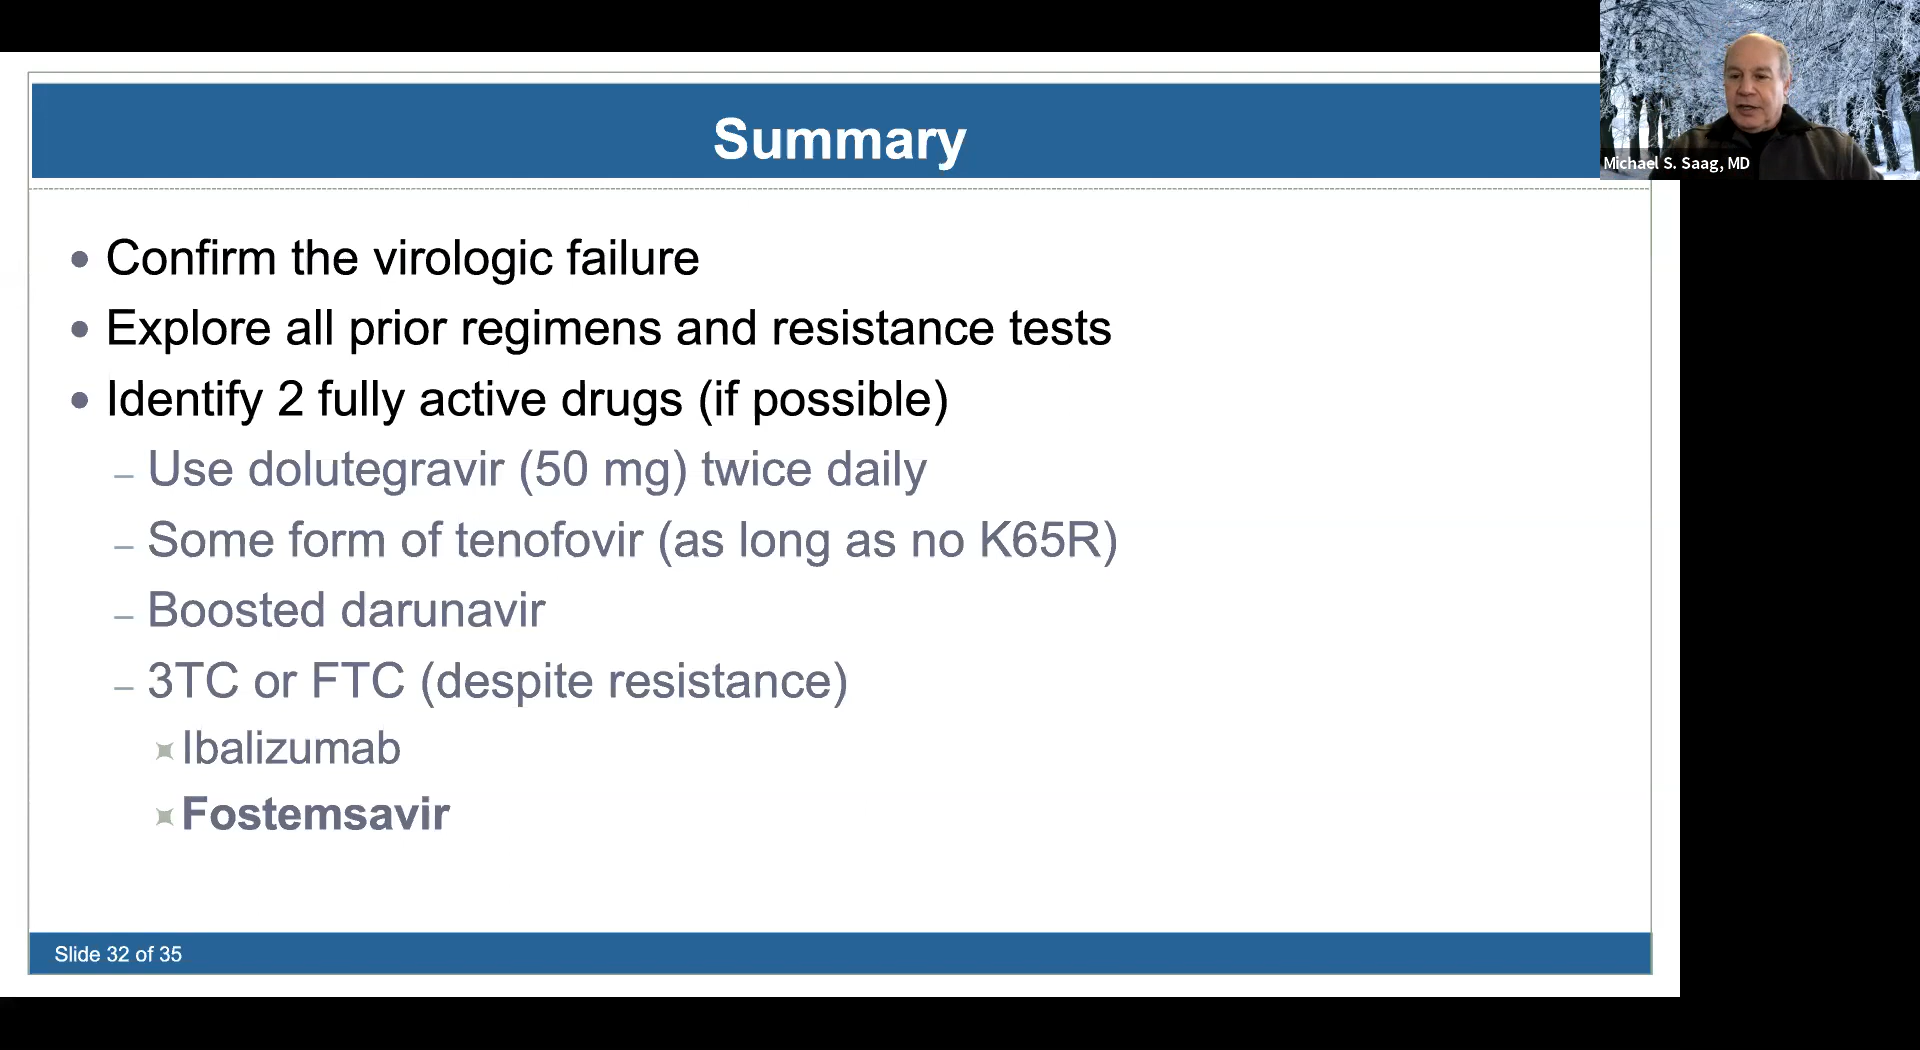 Summary
Michael S. Saag, MD
• Confirm the virologic failure
• Explore all prior regimens and resistance tests
• Identify 2 fully active drugs (if possible)
– Use dolutegravir (50 mg) twice daily
– Some form of tenofovir (as long as no K65R)
– Boosted darunavir
– 3TC or FTC (despite resistance)
Ibalizumab
Fostemsavir
Slide 32 of 35